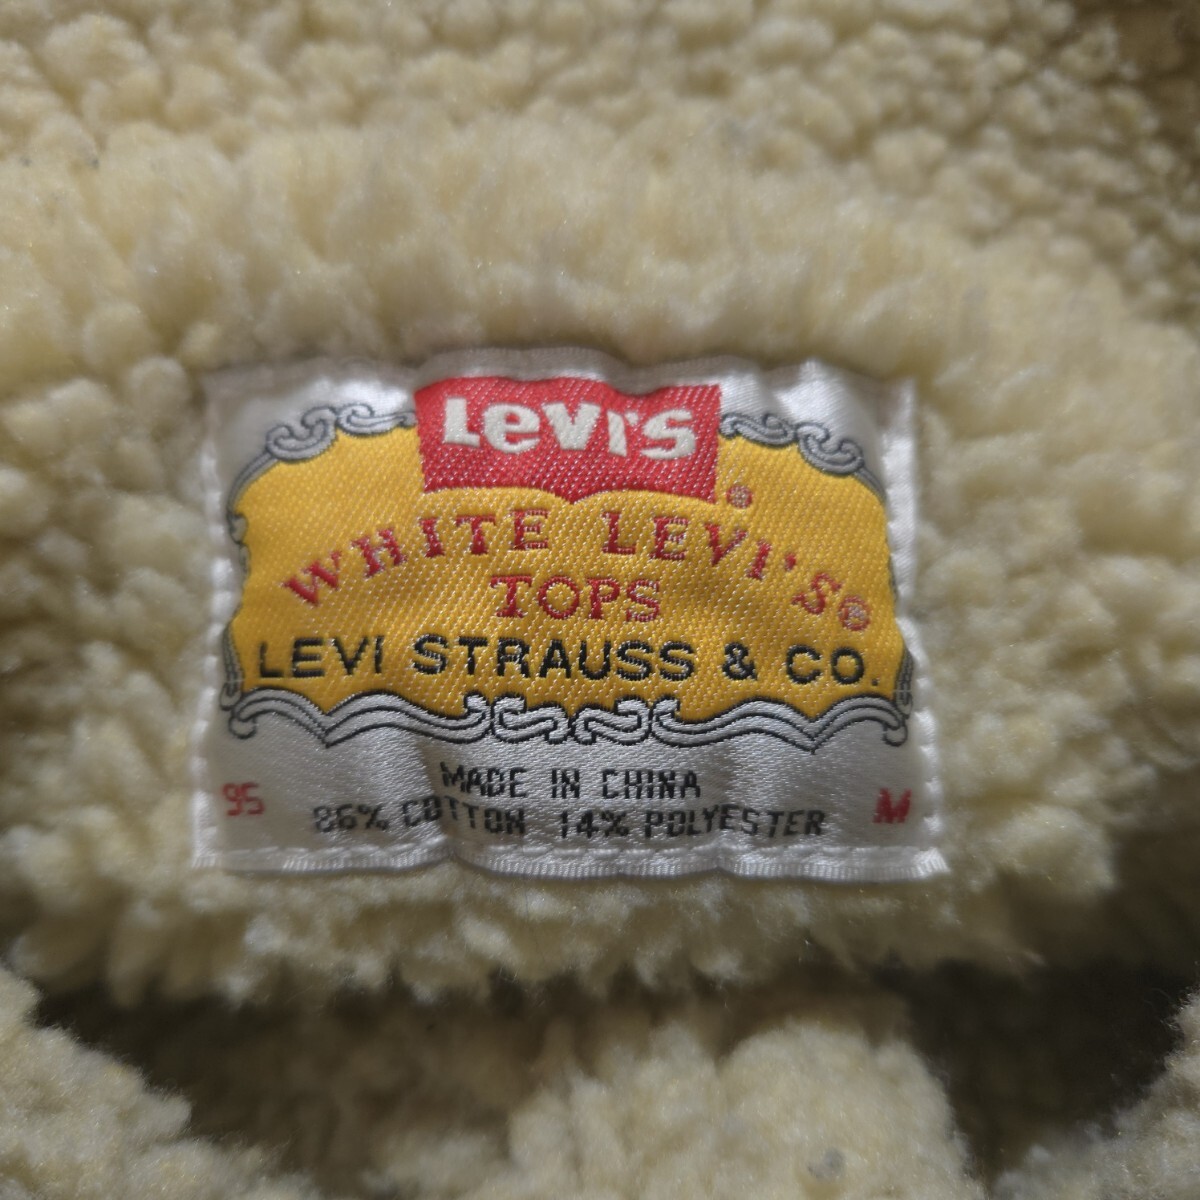 Levi's
®
WHITE LEVI'S®
TOPS
LEVI STRAUSS & CO.
MADE IN CHINA
95 86% COTTON 14% POLYESTER M